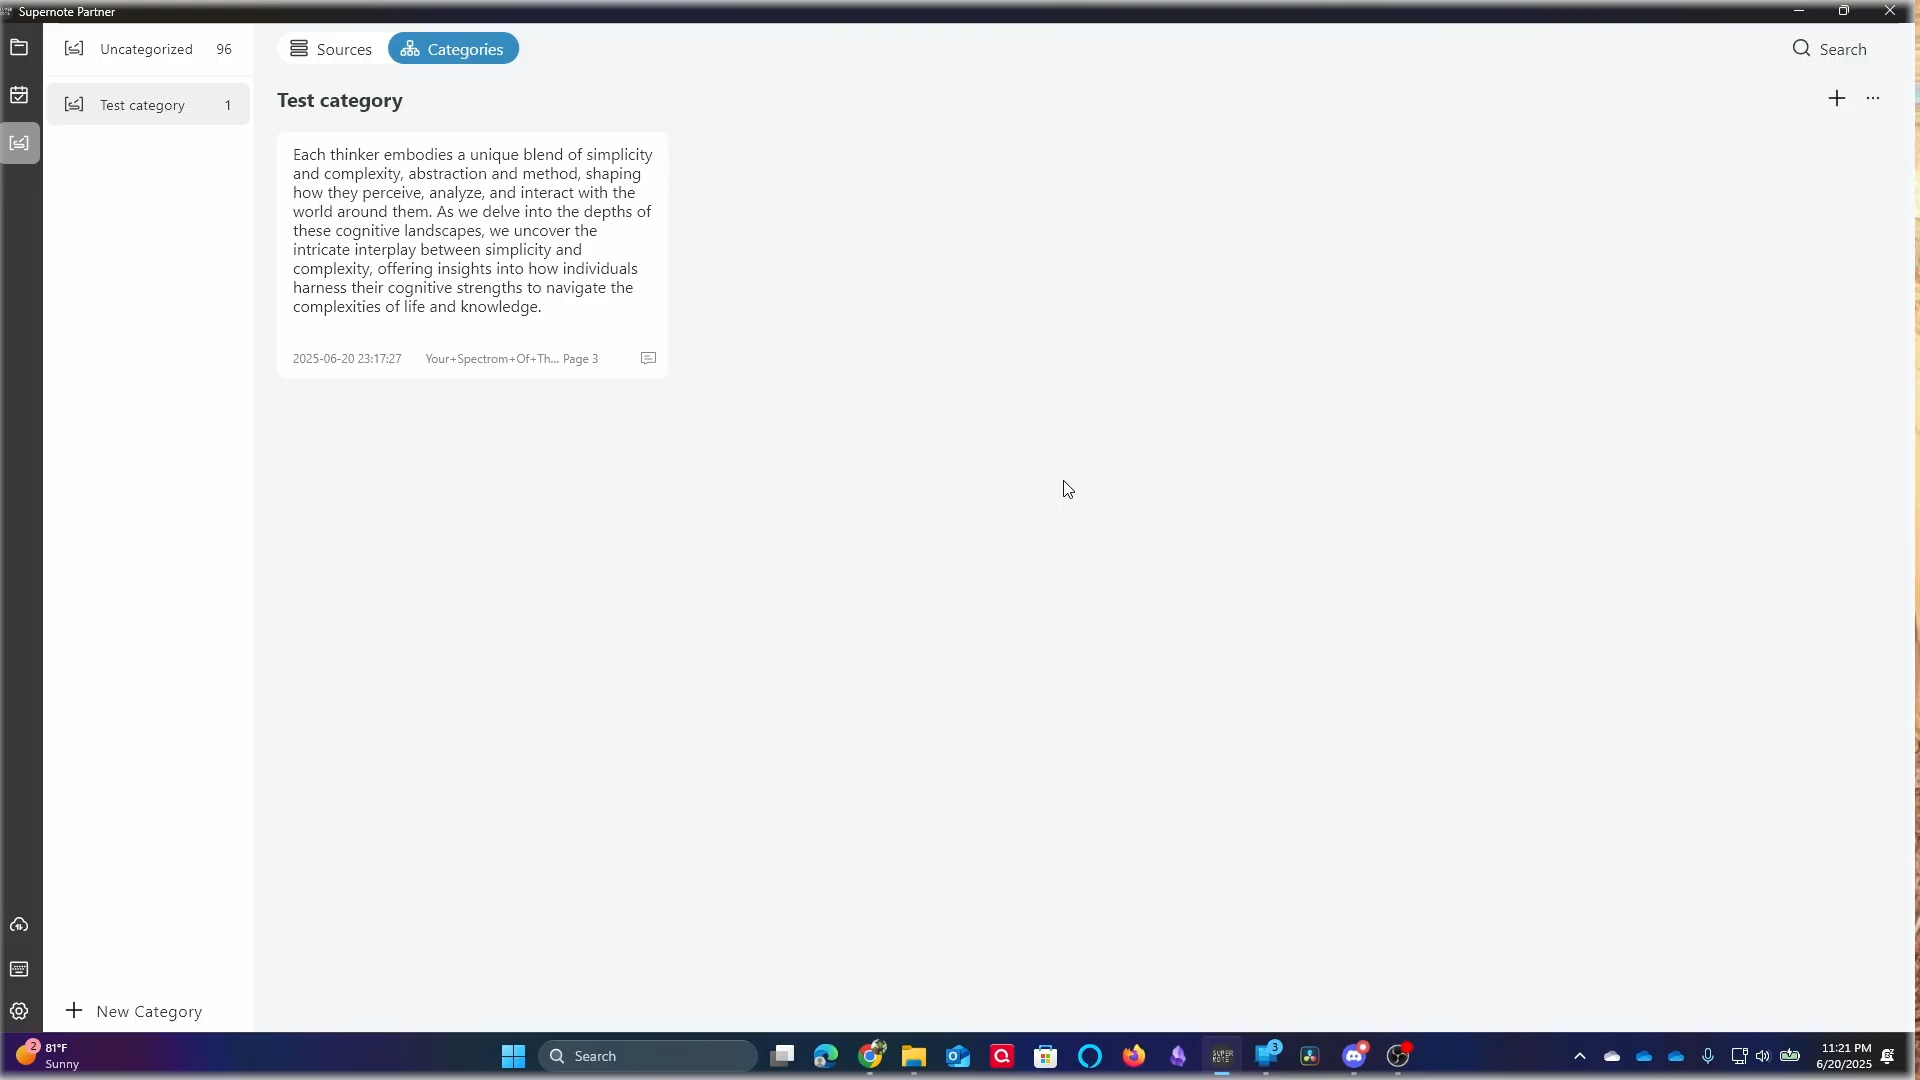 Supernote Partner
Uncategorized 96
Test category 1
New Category
Sources
Categories
Search
Test category
Each thinker embodies a unique blend of simplicity
and complexity, abstraction and method, shaping
how they perceive, analyze, and interact with the
world around them. As we delve into the depths of
these cognitive landscapes, we uncover the
intricate interplay between simplicity and
complexity, offering insights into how individuals
harness their cognitive strengths to navigate the
complexities of life and knowledge.
2025-06-20 23:17:27 Your+Spectrom+Of+Th... Page 3
2
81°F
Sunny
Search
SUPER
NOTE
3
11:21 PM
6/20/2025